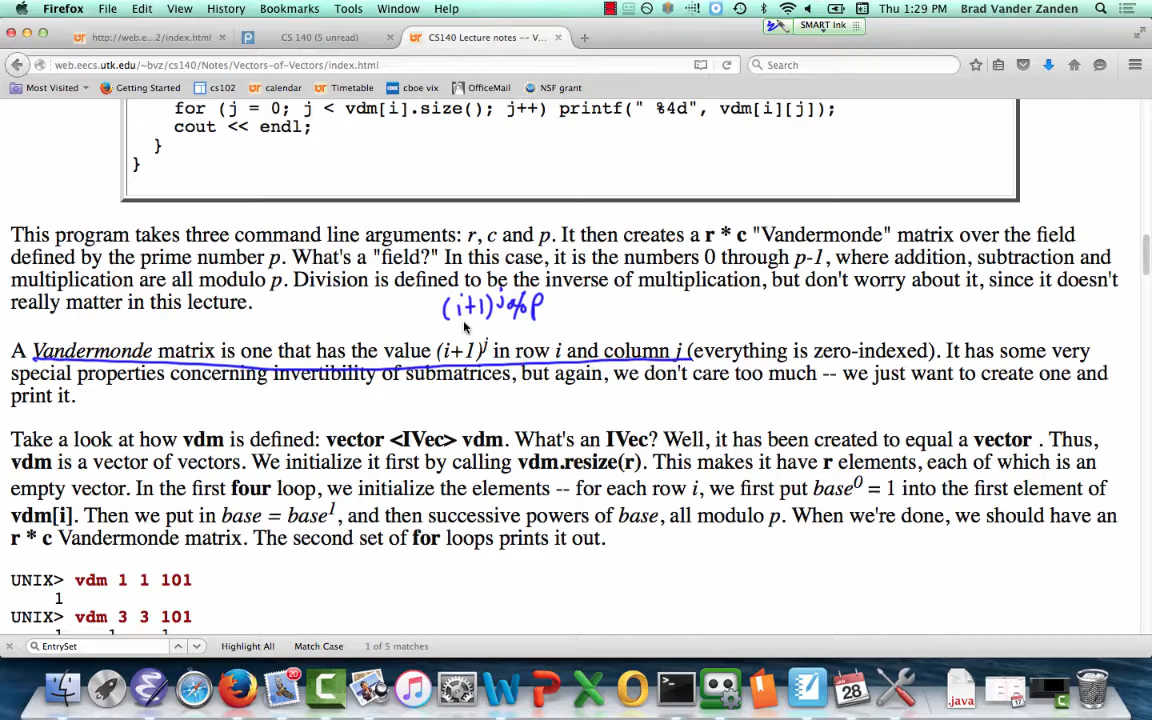 Firefox File Edit View History Bookmarks Tools Window Help Thu 1:29 PM Brad Vander Zanden
SMART Ink
http://web.e...2/index.html CS 140 (5 unread) CS140 Lecture notes -- V...
web.eecs.utk.edu/~bvz/cs140/Notes/Vectors-of-Vectors/index.html Search
Most Visited Getting Started cs102 calendar Timetable cboe vix OfficeMail NSF grant
for (j = 0; j < vdm[i].size(); j++) printf(" %4d", vdm[i][j]);
cout << endl;
}
}
This program takes three command line arguments: r, c and p. It then creates a r * c "Vandermonde" matrix over the field
defined by the prime number p. What's a "field?" In this case, it is the numbers 0 through p-1, where addition, subtraction and
multiplication are all modulo p. Division is defined to be the inverse of multiplication, but don't worry about it, since it doesn't
really matter in this lecture.
(i+1)^j % p
A Vandermonde matrix is one that has the value (i+1)^j in row i and column j (everything is zero-indexed). It has some very
special properties concerning invertibility of submatrices, but again, we don't care too much -- we just want to create one and
print it.
Take a look at how vdm is defined: vector <IVec> vdm. What's an IVec? Well, it has been created to equal a vector . Thus,
vdm is a vector of vectors. We initialize it first by calling vdm.resize(r). This makes it have r elements, each of which is an
empty vector. In the first four loop, we initialize the elements -- for each row i, we first put base^0 = 1 into the first element of
vdm[i]. Then we put in base = base^1, and then successive powers of base, all modulo p. When we're done, we should have an
r * c Vandermonde matrix. The second set of for loops prints it out.
UNIX> vdm 1 1 101
1
UNIX> vdm 3 3 101
EntrySet Highlight All Match Case 1 of 5 matches